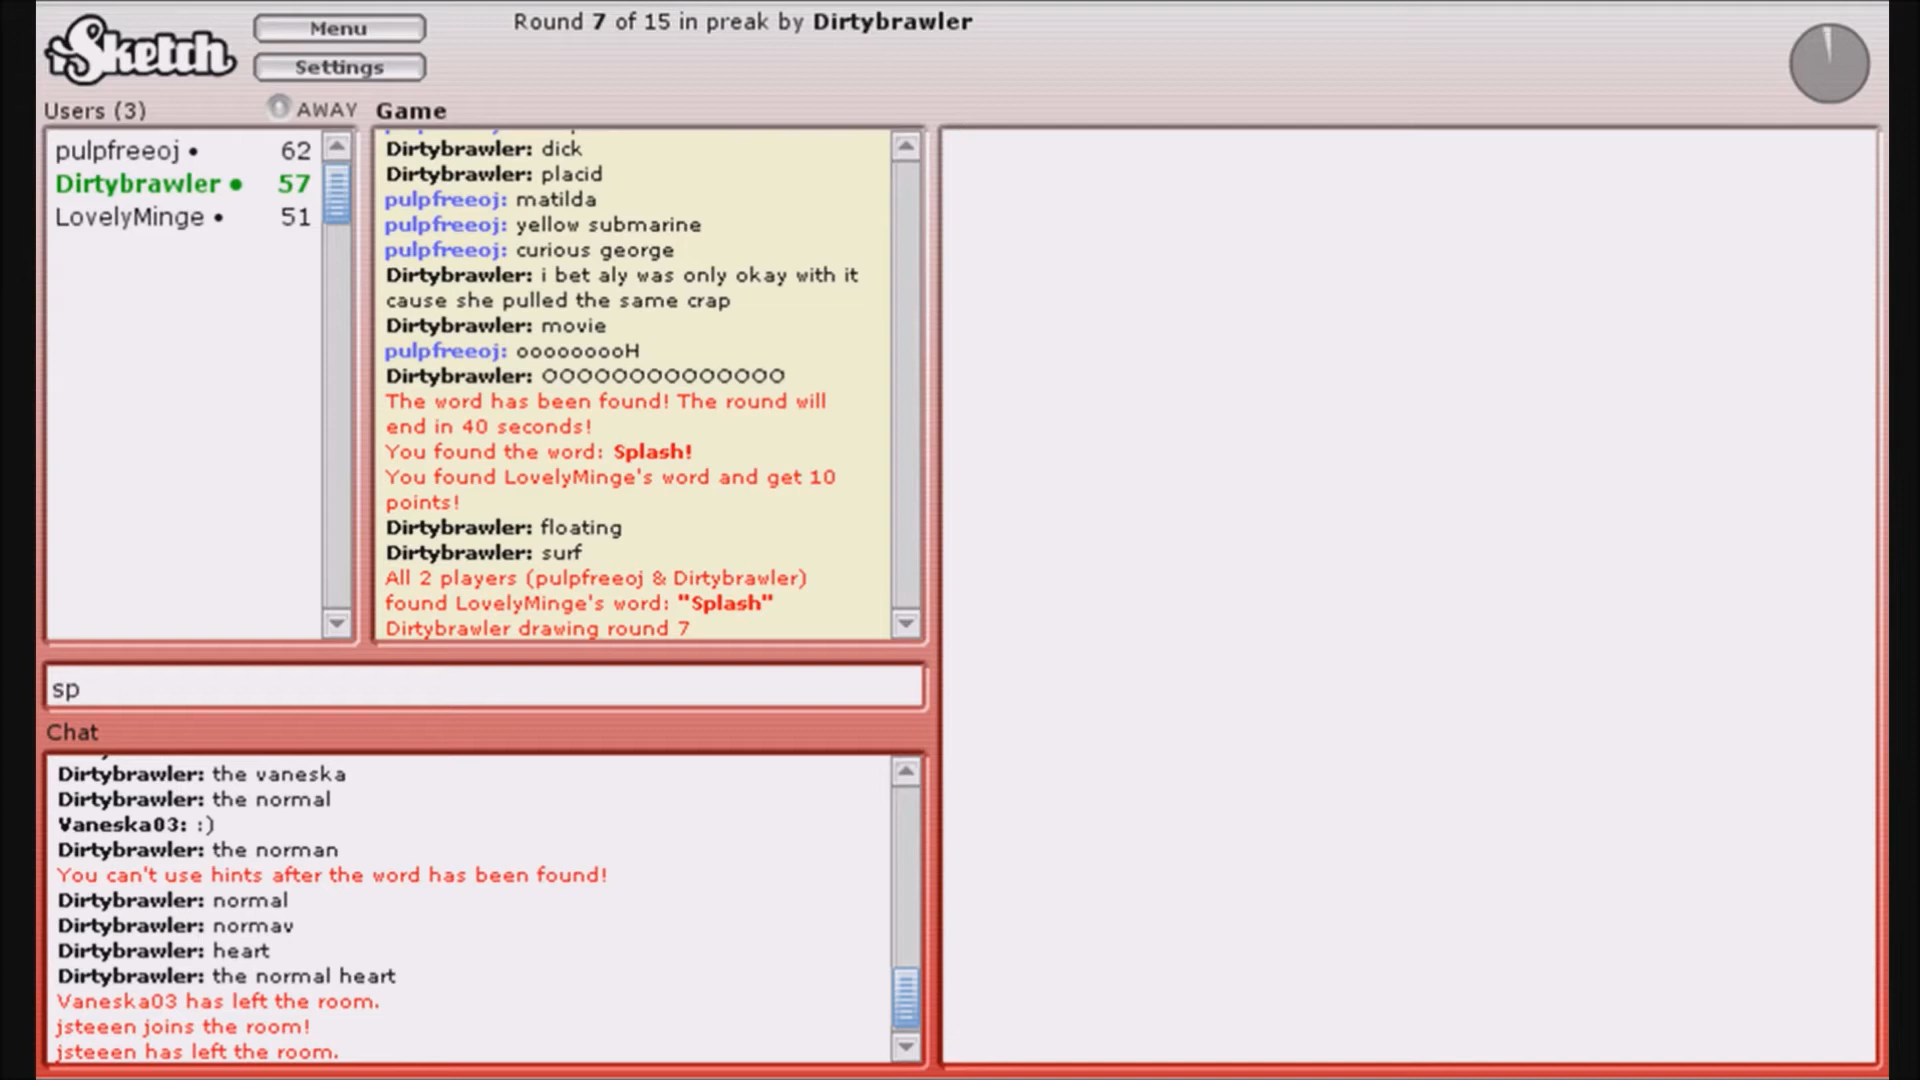 iSketch
Menu
Settings
Round 7 of 15 in preak by Dirtybrawler
Users (3)
AWAY
pulpfreeoj • 62
Dirtybrawler • 57
LovelyMinge • 51
Game
Dirtybrawler: dick
Dirtybrawler: placid
pulpfreeoj: matilda
pulpfreeoj: yellow submarine
pulpfreeoj: curious george
Dirtybrawler: i bet aly was only okay with it
cause she pulled the same crap
Dirtybrawler: movie
pulpfreeoj: ooooooooH
Dirtybrawler: OOOOOOOOOOOOOO
The word has been found! The round will
end in 40 seconds!
You found the word: Splash!
You found LovelyMinge's word and get 10
points!
Dirtybrawler: floating
Dirtybrawler: surf
All 2 players (pulpfreeoj & Dirtybrawler)
found LovelyMinge's word: "Splash"
Dirtybrawler drawing round 7
sp
Chat
Dirtybrawler: the vaneska
Dirtybrawler: the normal
Vaneska03: :)
Dirtybrawler: the norman
You can't use hints after the word has been found!
Dirtybrawler: normal
Dirtybrawler: normav
Dirtybrawler: heart
Dirtybrawler: the normal heart
Vaneska03 has left the room.
jsteeen joins the room!
jsteeen has left the room.